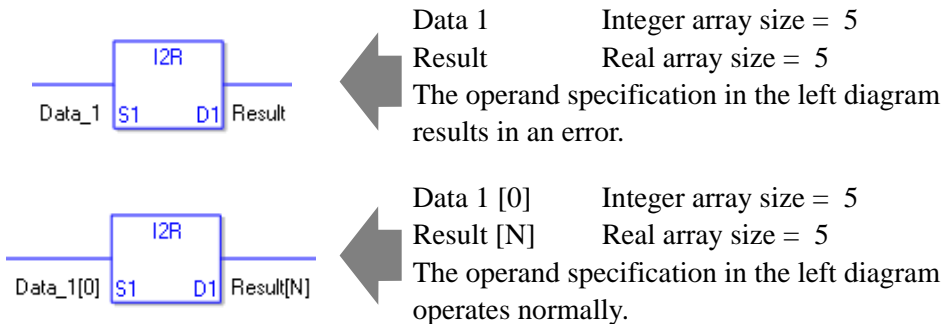 I2R
Data_1 S1 D1 Result
Data 1 Integer array size = 5
Result Real array size = 5
The operand specification in the left diagram
results in an error.
I2R
Data_1[0] S1 D1 Result[N]
Data 1 [0] Integer array size = 5
Result [N] Real array size = 5
The operand specification in the left diagram
operates normally.